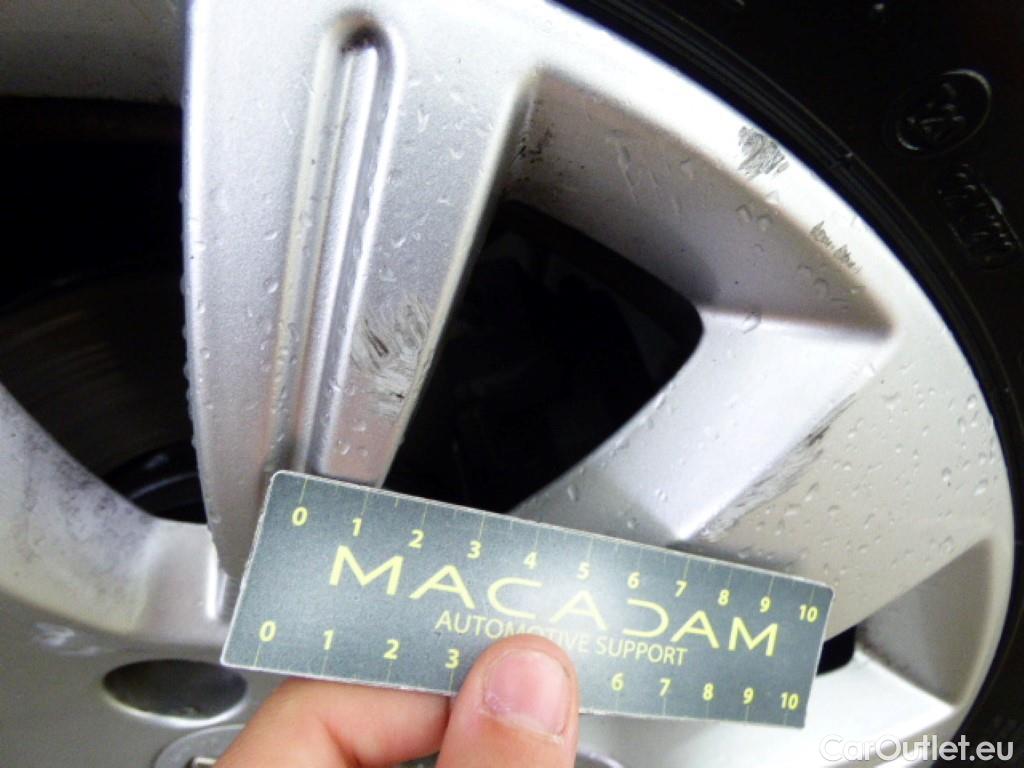 0 1 2 3 4 5 6 7 8 9 10
MACADAM
AUTOMOTIVE SUPPORT
0 1 2 3 6 7 8 9 10
CarOutlet.eu